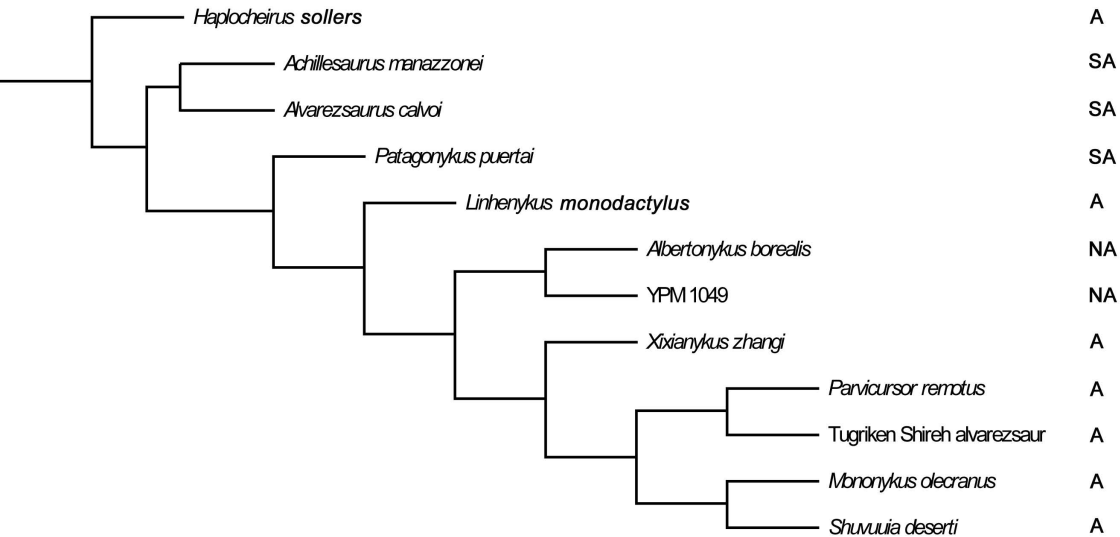 Haplocheirus sollers A
Achillesaurus manazzonei SA
Alvarezsaurus calvoi SA
Patagonykus puertai SA
Linhenykus monodactylus A
Albertonykus borealis NA
YPM 1049 NA
Xixianykus zhangi A
Parvicursor remotus A
Tugriken Shireh alvarezsaur A
Mononykus olecranus A
Shuvuuia deserti A